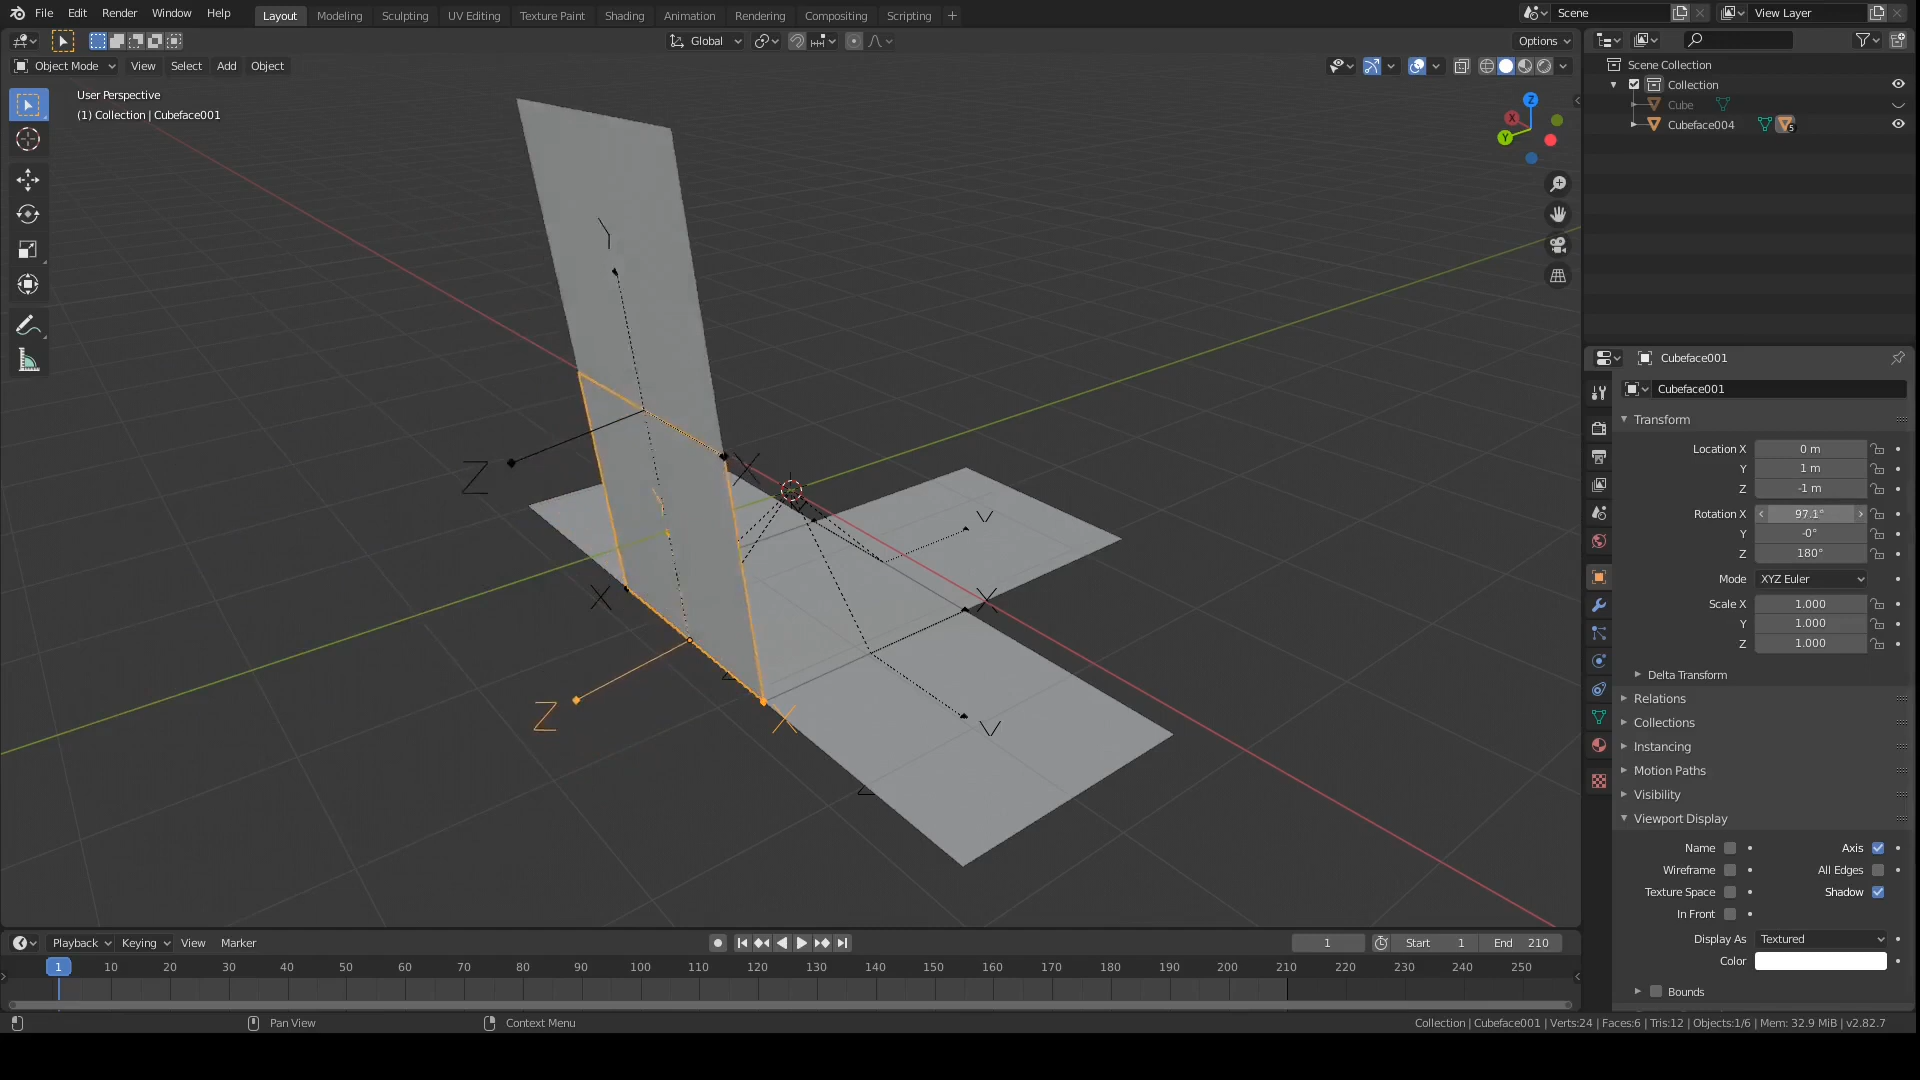 File Edit Render Window Help
Layout Modeling Sculpting UV Editing Texture Paint Shading Animation Rendering Compositing Scripting +
Scene
View Layer
Global
Options
Object Mode View Select Add Object
User Perspective
(1) Collection | Cubeface001
Z
X
Y
Y
Z
X
X
Z
X
X
Scene Collection
Collection
Cube
Cubeface004
5
Cubeface001
Cubeface001
Transform
Location X 0 m
Y 1 m
Z -1 m
Rotation X 97.1°
Y -0°
Z 180°
Mode XYZ Euler
Scale X 1.000
Y 1.000
Z 1.000
Delta Transform
Relations
Collections
Instancing
Motion Paths
Visibility
Viewport Display
Name Axis
Wireframe All Edges
Texture Space Shadow
In Front
Display As Textured
Color
Bounds
Playback Keying View Marker
1 Start 1 End 210
1 10 20 30 40 50 60 70 80 90 100 110 120 130 140 150 160 170 180 190 200 210 220 230 240 250
Pan View
Context Menu
Collection | Cubeface001 | Verts:24 | Faces:6 | Tris:12 | Objects:1/6 | Mem: 32.9 MiB | v2.82.7